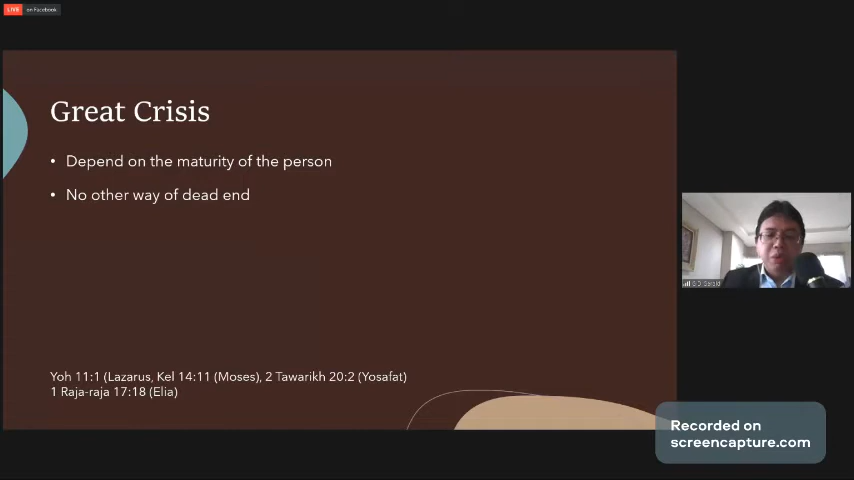 LIVE on Facebook
Great Crisis
• Depend on the maturity of the person
• No other way of dead end
Yoh 11:1 (Lazarus, Kel 14:11 (Moses), 2 Tawarikh 20:2 (Yosafat)
1 Raja-raja 17:18 (Elia)
Recorded on
screencapture.com